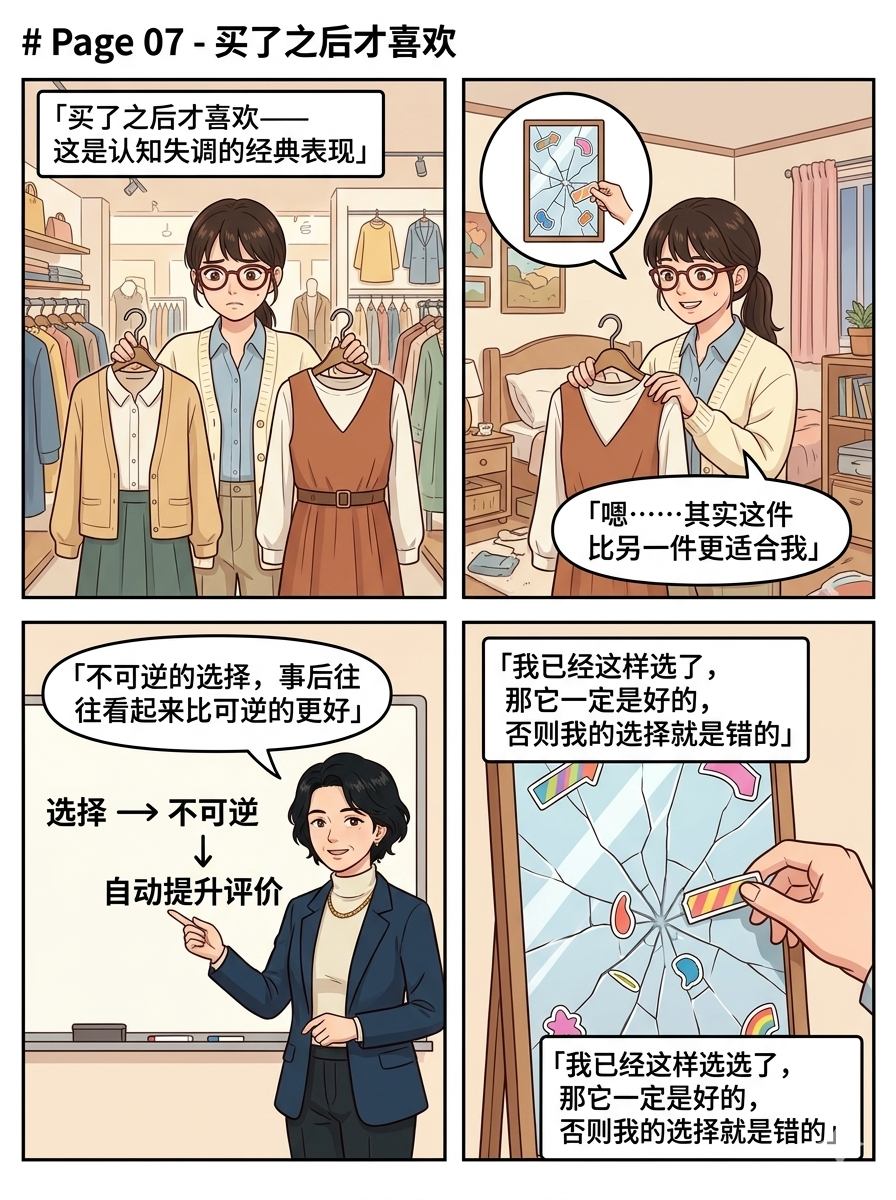 # Page 07 - 买了之后才喜欢
「买了之后才喜欢——
这是认知失调的经典表现」
「嗯……其实这件
比另一件更适合我」
「不可逆的选择，事后往
往看起来比可逆的更好」
选择 → 不可逆
↓
自动提升评价
「我已经这样选了，
那它一定是好的，
否则我的选择就是错的」
「我已经这样选选了，
那它一定是好的，
否则我的选择就是错的」